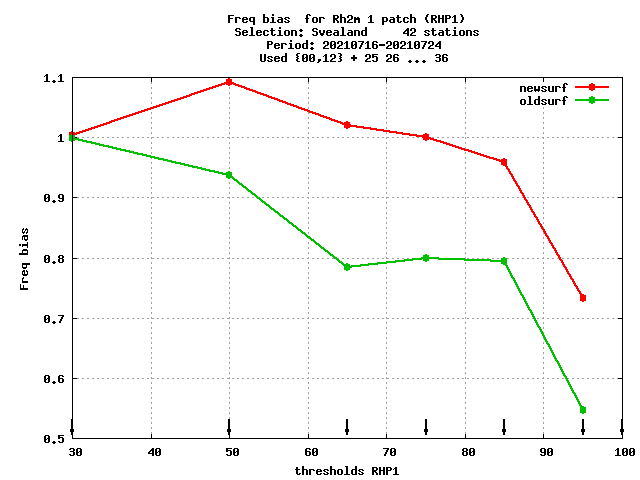 Freq bias  for Rh2m 1 patch (RHP1)
Selection: Svealand     42 stations
Period: 20210716-20210724
Used {00,12} + 25 26 ... 36
newsurf
oldsurf
Freq bias
1.1
1
0.9
0.8
0.7
0.6
0.5
30 40 50 60 70 80 90 100
thresholds RHP1